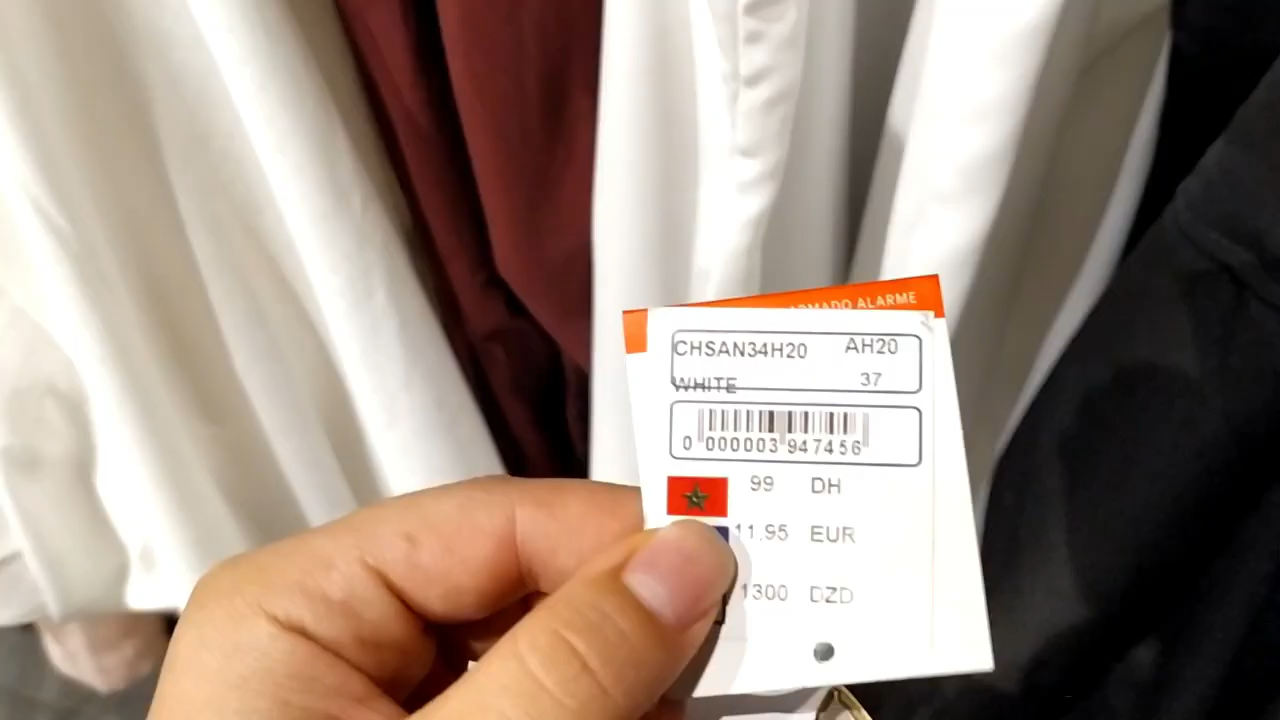 ARMADO ALARME
CHSAN34H20 AH20
WHITE 37
0 000003 947456
99 DH
11.95 EUR
1300 DZD